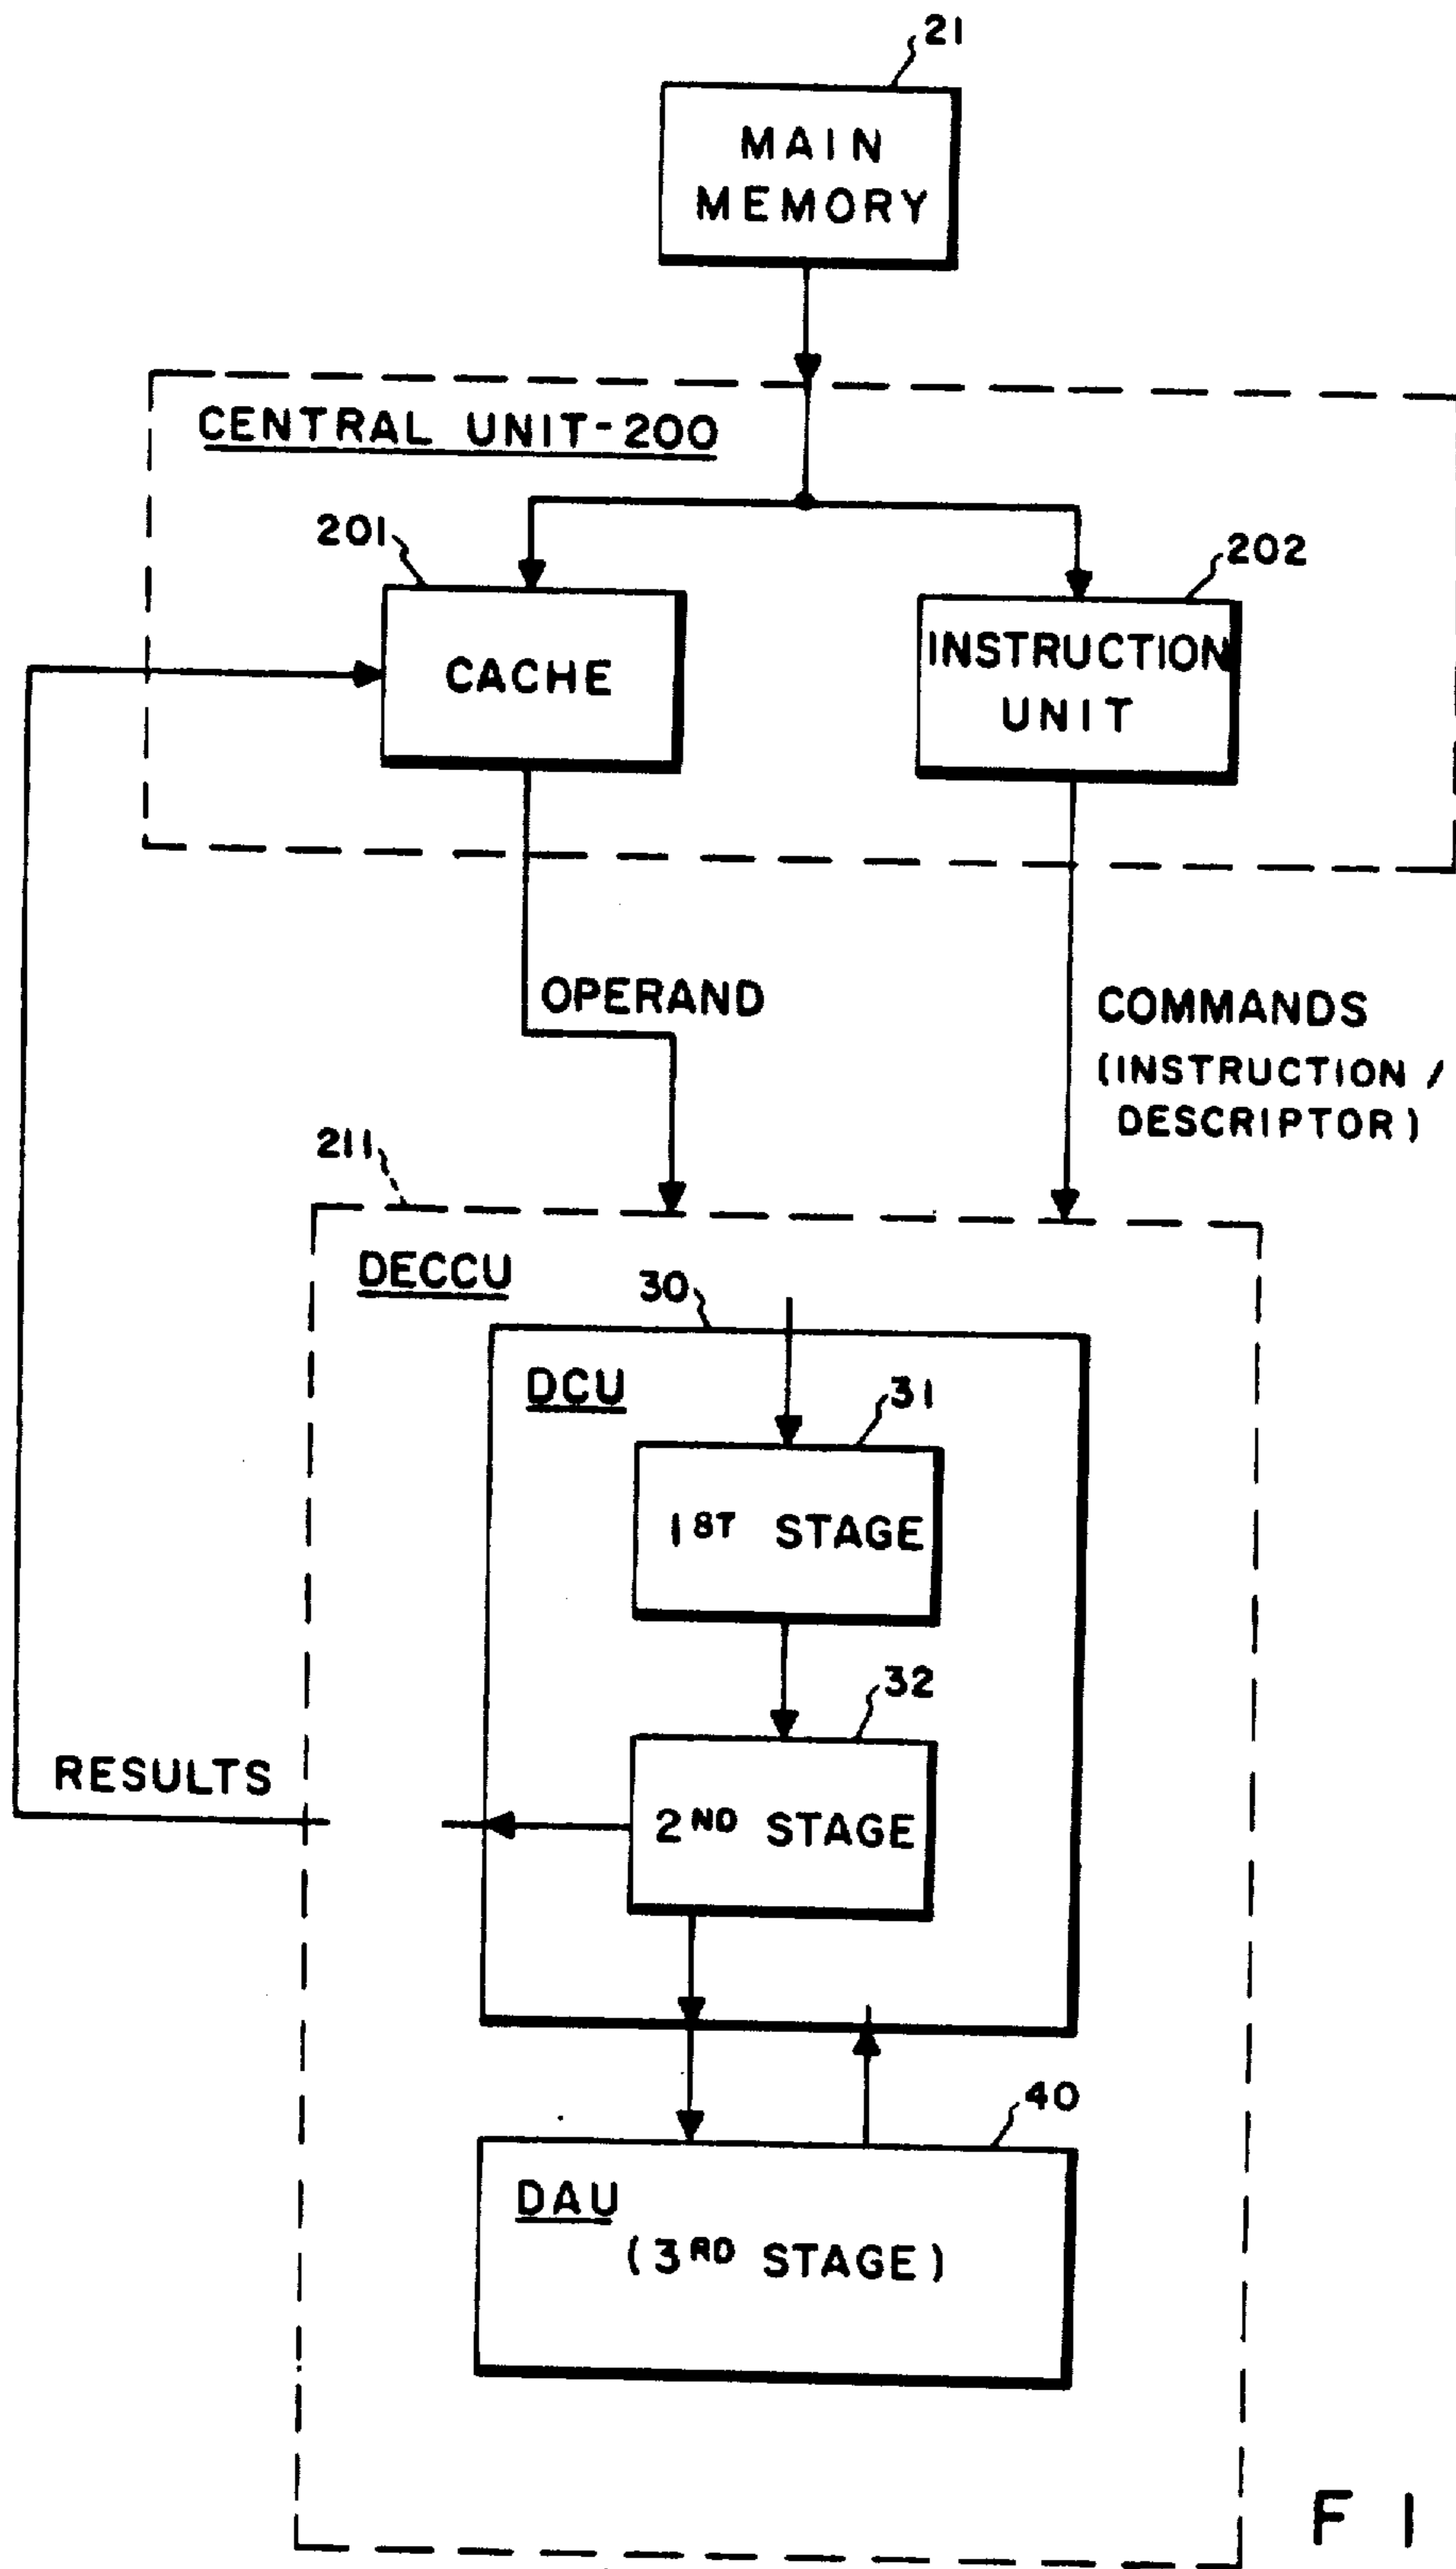 21
MAIN
MEMORY
CENTRAL UNIT-200
201
202
CACHE
INSTRUCTION
UNIT
OPERAND
COMMANDS
(INSTRUCTION /
DESCRIPTOR)
211
DECCU
30
DCU
31
1ST STAGE
32
RESULTS
2ND STAGE
40
DAU
(3RD STAGE)
F I